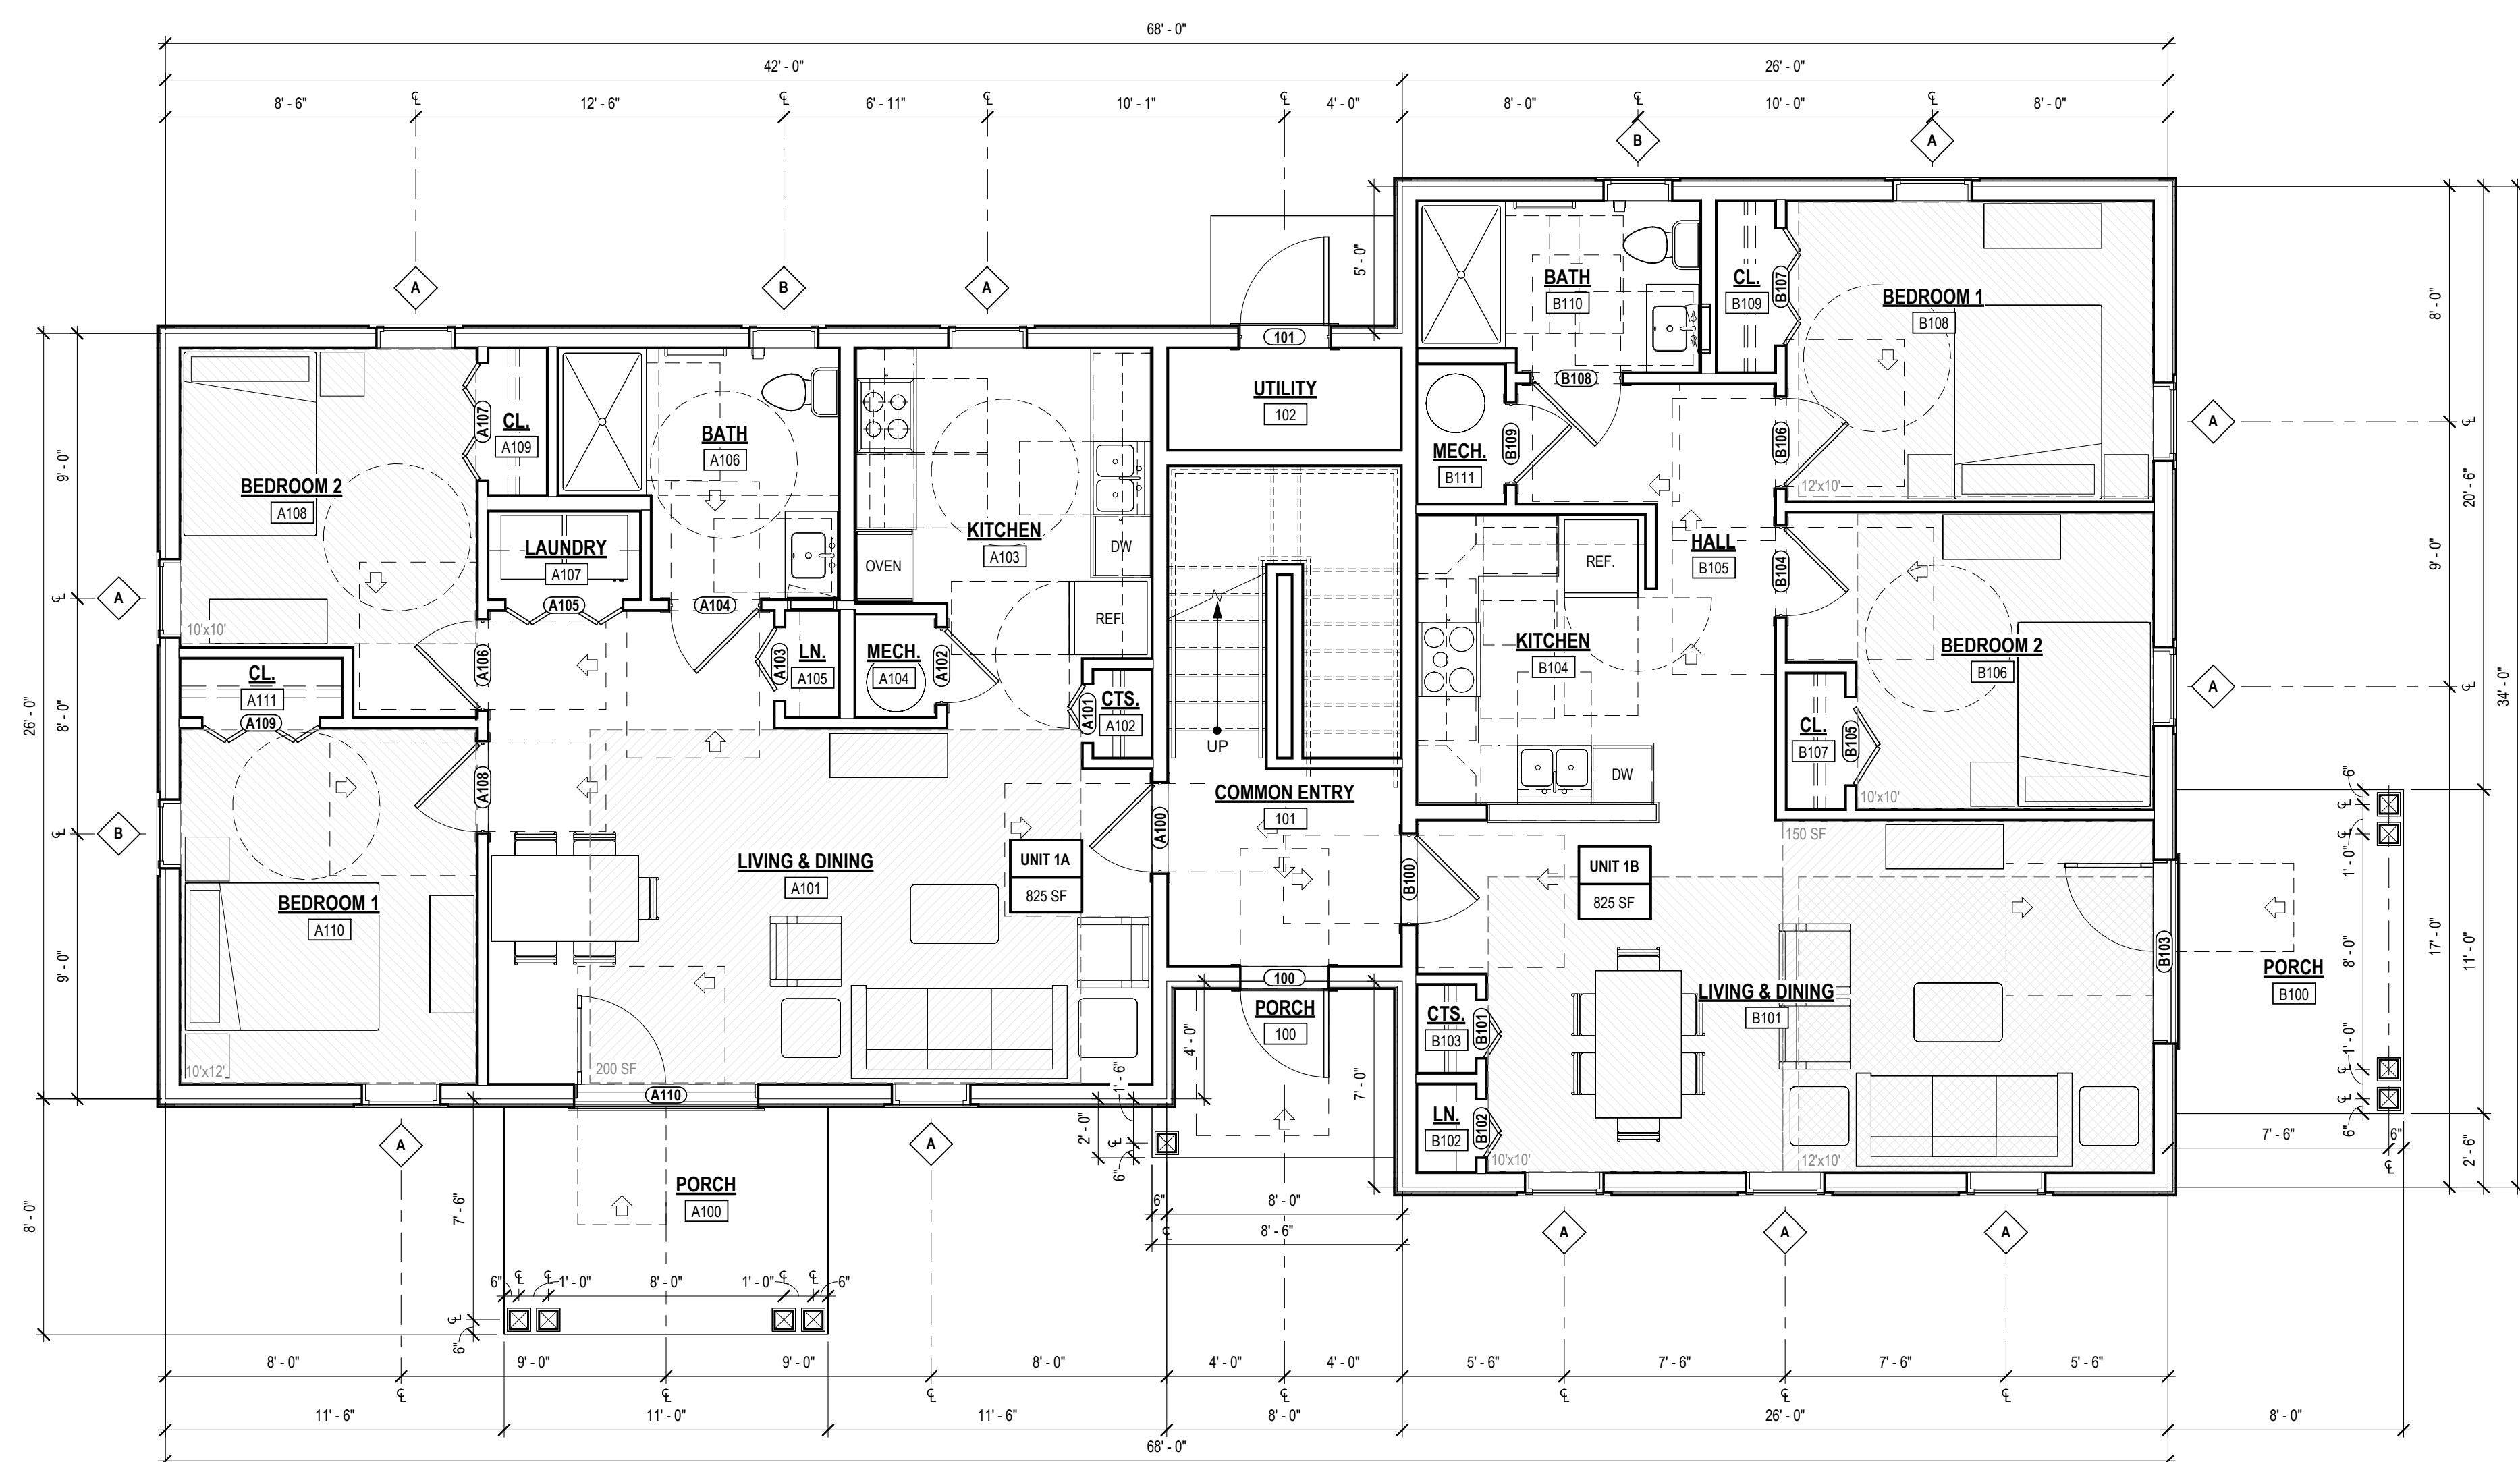 68' - 0"
42' - 0" 26' - 0"
8' - 6" ℄ 12' - 6" ℄ 6' - 11" ℄ 10' - 1" ℄ 4' - 0" 8' - 0" ℄ 10' - 0" ℄ 8' - 0"
B A
A B A
5' - 0"
BATH
B110
CL.
B109
B107
BEDROOM 1
B108
8' - 0"
101
UTILITY
102
B108
A107
CL.
A109
BATH
A106
A
℄
MECH.
B111
B109
B106
9' - 0"
BEDROOM 2
A108
12'x10'
20' - 6"
KITCHEN
A103
DW
OVEN
LAUNDRY
A107
REF.
HALL
B105
B104
9' - 0"
℄
A
A105
A104
REF.
10'x10'
A106
A103
LN.
A105
MECH.
A104
A102
KITCHEN
B104
BEDROOM 2
B106
A
℄
34' - 0"
CL.
A111
A109
A101
CTS.
A102
26' - 0"
8' - 0"
UP
CL.
B107
B105
DW
10'x10'
A108
COMMON ENTRY
101
6"
℄
℄
℄
B
A100
150 SF
LIVING & DINING
A101
UNIT 1A
825 SF
B100
UNIT 1B
825 SF
1' - 0"
BEDROOM 1
A110
9' - 0"
B103
8' - 0"
17' - 0"
11' - 0"
PORCH
B100
100
PORCH
100
LIVING & DINING
B101
CTS.
B103
B101
1' - 0"
4' - 0"
10'x12'
200 SF
A110
1' - 6"
7' - 0"
℄
℄
6"
LN.
B102
B102
A A
2' - 0"
℄
6"
10'x10'
12'x10'
7' - 6" 6"
℄
2' - 6"
PORCH
A100
7' - 6"
8' - 0"
6" 8' - 0"
℄ 8' - 6"
A A A
6" ℄ ℄ 1' - 0" 8' - 0" 1' - 0" ℄ ℄ 6"
℄
6"
8' - 0" 9' - 0" 9' - 0" 8' - 0" 4' - 0" 4' - 0" 5' - 6" 7' - 6" 7' - 6" 5' - 6"
℄ ℄ ℄ ℄ ℄ ℄ ℄
11' - 6" 11' - 0" 11' - 6" 8' - 0" 26' - 0" 8' - 0"
68' - 0"